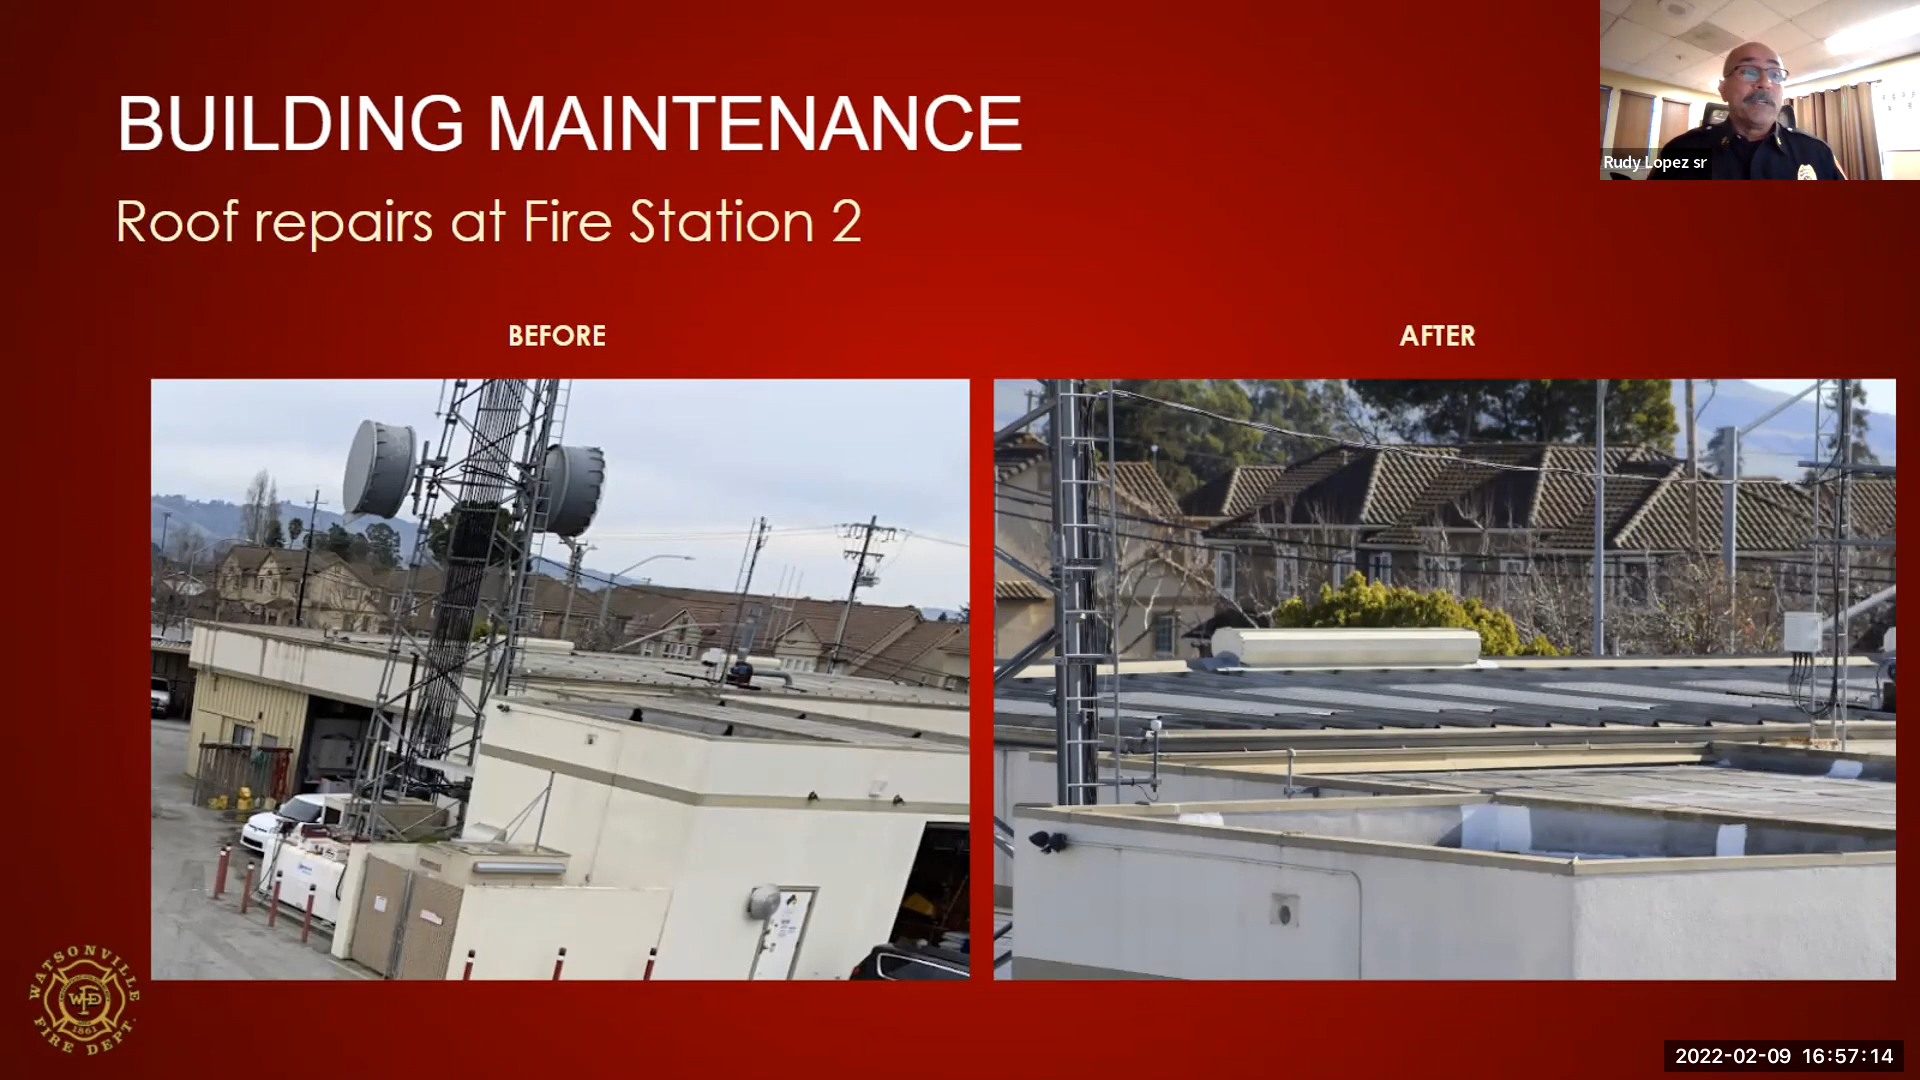 BUILDING MAINTENANCE
Roof repairs at Fire Station 2
Rudy Lopez sr
BEFORE
AFTER
WATSONVILLE
WFD
1861
FIRE DEPT.
2022-02-09 16:57:14